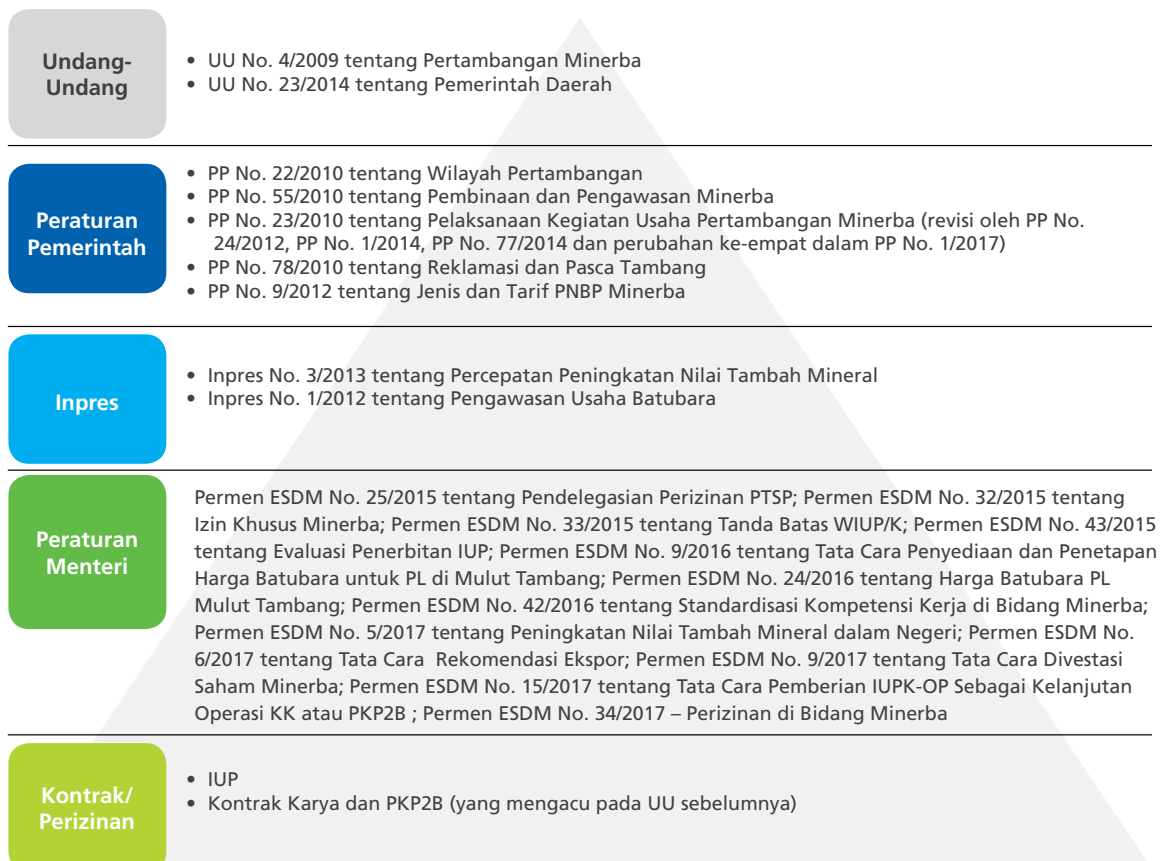 Undang-
Undang
• UU No. 4/2009 tentang Pertambangan Minerba
• UU No. 23/2014 tentang Pemerintah Daerah
Peraturan
Pemerintah
• PP No. 22/2010 tentang Wilayah Pertambangan
• PP No. 55/2010 tentang Pembinaan dan Pengawasan Minerba
• PP No. 23/2010 tentang Pelaksanaan Kegiatan Usaha Pertambangan Minerba (revisi oleh PP No.
24/2012, PP No. 1/2014, PP No. 77/2014 dan perubahan ke-empat dalam PP No. 1/2017)
• PP No. 78/2010 tentang Reklamasi dan Pasca Tambang
• PP No. 9/2012 tentang Jenis dan Tarif PNBP Minerba
Inpres
• Inpres No. 3/2013 tentang Percepatan Peningkatan Nilai Tambah Mineral
• Inpres No. 1/2012 tentang Pengawasan Usaha Batubara
Peraturan
Menteri
Permen ESDM No. 25/2015 tentang Pendelegasian Perizinan PTSP; Permen ESDM No. 32/2015 tentang
Izin Khusus Minerba; Permen ESDM No. 33/2015 tentang Tanda Batas WIUP/K; Permen ESDM No. 43/2015
tentang Evaluasi Penerbitan IUP; Permen ESDM No. 9/2016 tentang Tata Cara Penyediaan dan Penetapan
Harga Batubara untuk PL di Mulut Tambang; Permen ESDM No. 24/2016 tentang Harga Batubara PL
Mulut Tambang; Permen ESDM No. 42/2016 tentang Standardisasi Kompetensi Kerja di Bidang Minerba;
Permen ESDM No. 5/2017 tentang Peningkatan Nilai Tambah Mineral dalam Negeri; Permen ESDM No.
6/2017 tentang Tata Cara Rekomendasi Ekspor; Permen ESDM No. 9/2017 tentang Tata Cara Divestasi
Saham Minerba; Permen ESDM No. 15/2017 tentang Tata Cara Pemberian IUPK-OP Sebagai Kelanjutan
Operasi KK atau PKP2B ; Permen ESDM No. 34/2017 – Perizinan di Bidang Minerba
Kontrak/
Perizinan
• IUP
• Kontrak Karya dan PKP2B (yang mengacu pada UU sebelumnya)